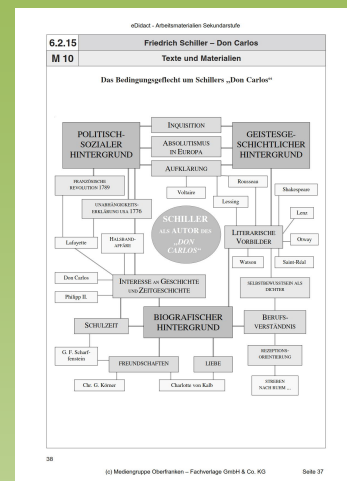 eDidact - Arbeitsmaterialien Sekundarstufe
6.2.15
Friedrich Schiller – Don Carlos
M 10
Texte und Materialien
Das Bedingungsgeflecht um Schillers „Don Carlos“
INQUISITION
POLITISCH-
SOZIALER
HINTERGRUND
ABSOLUTISMUS
IN EUROPA
GEISTESGE-
SCHICHTLICHER
HINTERGRUND
AUFKLÄRUNG
FRANZÖSISCHE
REVOLUTION 1789
Voltaire
Rousseau
Shakespeare
UNABHÄNGIGKEITS-
ERKLÄRUNG USA 1776
Lessing
Lenz
SCHILLER
ALS AUTOR DES
„DON
CARLOS“
Lafayette
HALSBAND-
AFFÄRE
LITERARISCHE
VORBILDER
Otway
Watson
Saint-Réal
Don Carlos
Philipp II.
INTERESSE AN GESCHICHTE
UND ZEITGESCHICHTE
SELBSTBEWUSSTSEIN ALS
DICHTER
SCHULZEIT
BIOGRAFISCHER
HINTERGRUND
BERUFS-
VERSTÄNDNIS
G. F. Scharf-
fenstein
FREUNDSCHAFTEN
LIEBE
REZEPTIONS-
ORIENTIERUNG
Chr. G. Körner
Charlotte von Kalb
STREBEN
NACH RUHM ...
38
(c) Mediengruppe Oberfranken – Fachverlage GmbH & Co. KG
Seite 37